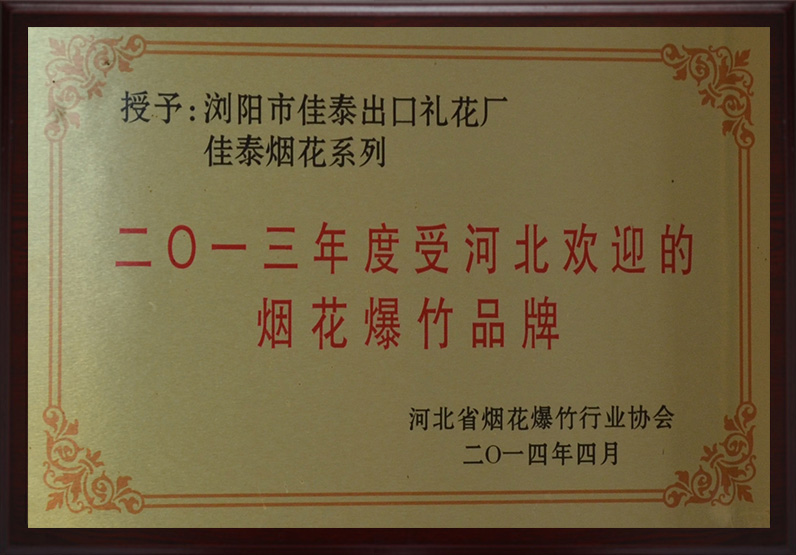 授予:浏阳市佳泰出口礼花厂
佳泰烟花系列
二〇一三年度受河北欢迎的
烟花爆竹品牌
河北省烟花爆竹行业协会
二〇一四年四月